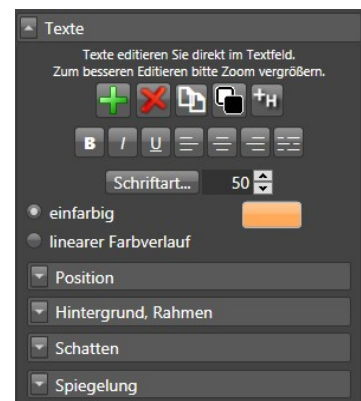 Texte
Texte editieren Sie direkt im Textfeld.
Zum besseren Editieren bitte Zoom vergrößern.
+H
B I U
Schriftart... 50
einfarbig
linearer Farbverlauf
Position
Hintergrund, Rahmen
Schatten
Spiegelung